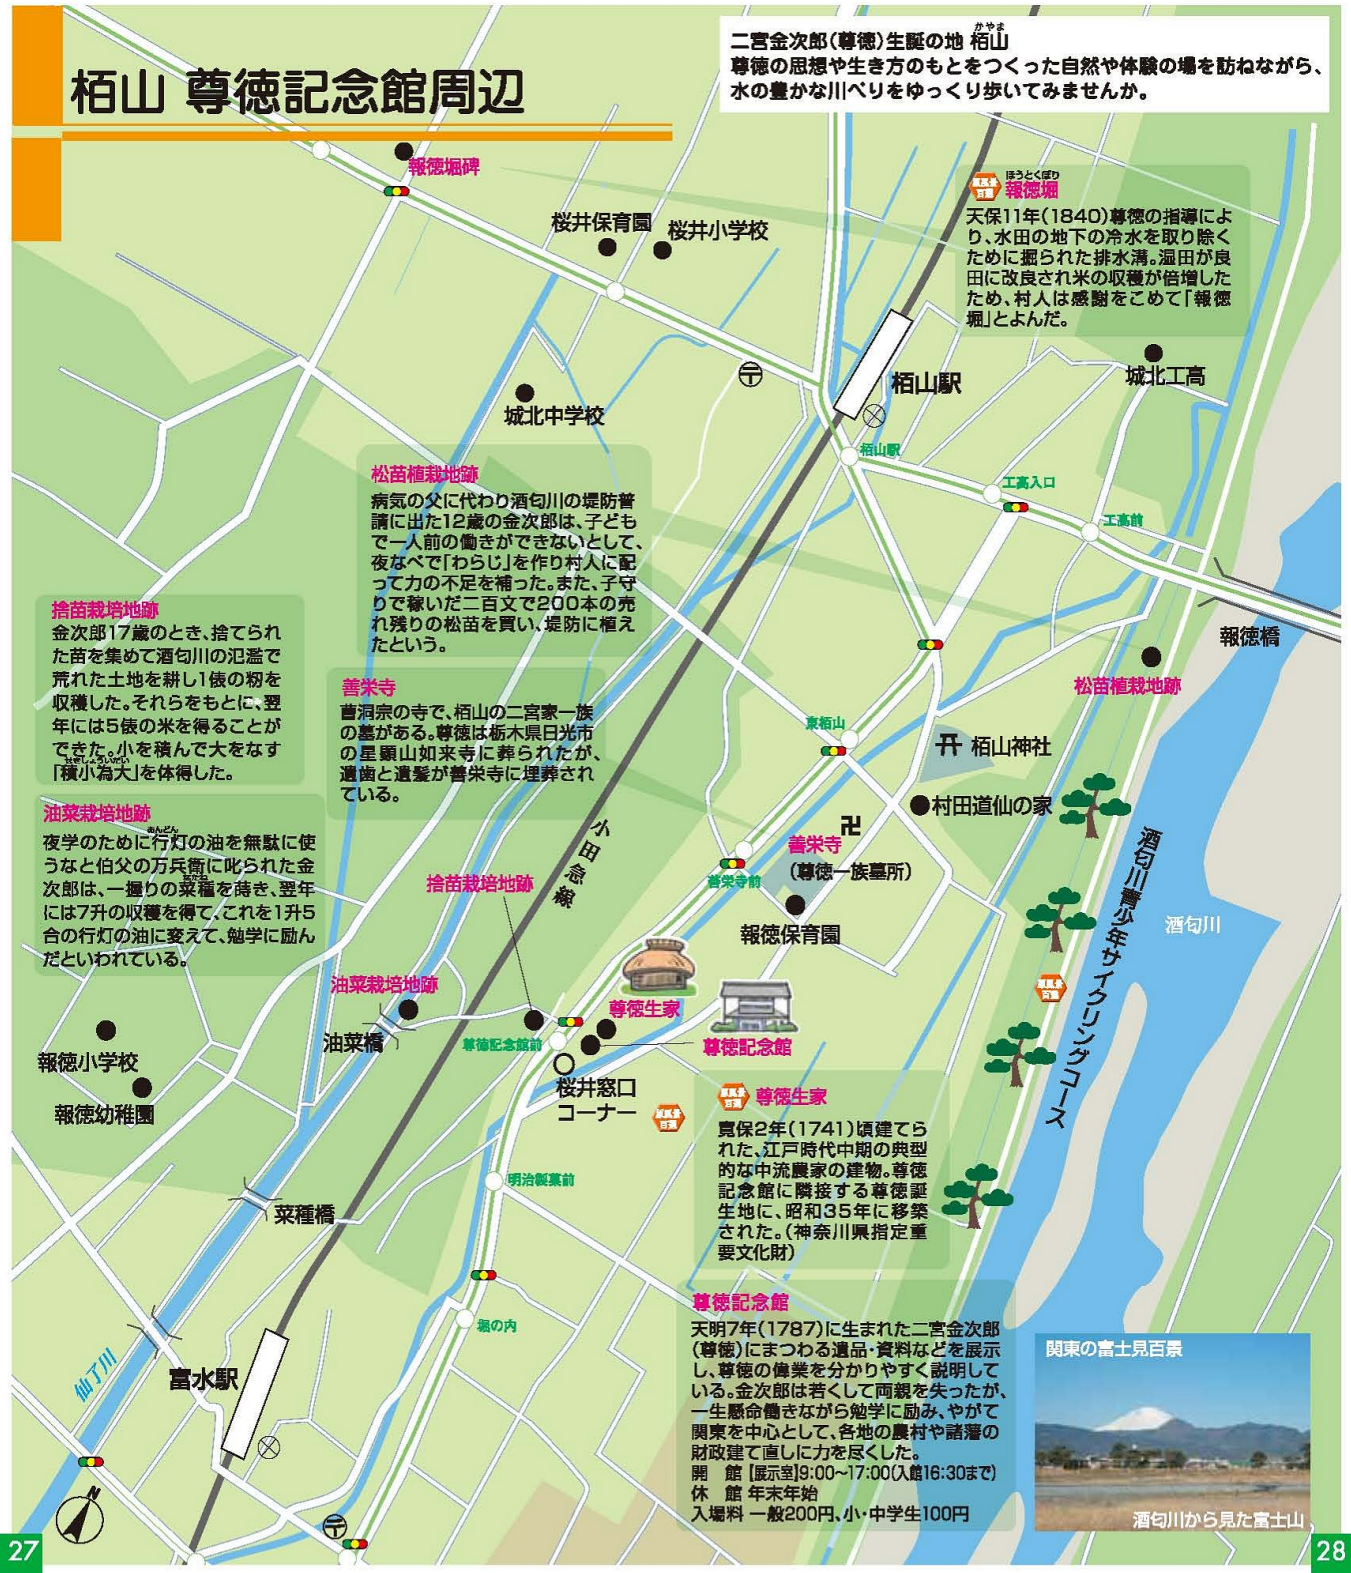 栢山 尊徳記念館周辺
二宮金次郎(尊徳)生誕の地 栢山
かやま
尊徳の思想や生き方のもとをつくった自然や体験の場を訪ねながら、
水の豊かな川べりをゆっくり歩いてみませんか。
報徳堀碑
桜井保育園
桜井小学校
ほうとくぼり
報徳堀
天保11年(1840)尊徳の指導によ
り、水田の地下の冷水を取り除く
ために掘られた排水溝。湿田が良
田に改良され米の収穫が倍増した
ため、村人は感謝をこめて「報徳
堀」とよんだ。
城北工高
栢山駅
城北中学校
栢山駅
工高入口
工高前
松苗植栽地跡
病気の父に代わり酒匂川の堤防普
請に出た12歳の金次郎は、子ども
で一人前の働きができないとして、
夜なべで「わらじ」を作り村人に配
って力の不足を補った。また、子守
りで稼いだ二百文で200本の売
れ残りの松苗を買い、堤防に植え
たという。
捨苗栽培地跡
金次郎17歳のとき、捨てられ
た苗を集めて酒匂川の氾濫で
荒れた土地を耕し1俵の籾を
収穫した。それらをもとに、翌
年には5俵の米を得ることが
できた。小を積んで大をなす
せきしょういだい
「積小為大」を体得した。
報徳橋
松苗植栽地跡
善栄寺
曹洞宗の寺で、栢山の二宮家一族
の墓がある。尊徳は栃木県日光市
の星顕山如来寺に葬られたが、
遺歯と遺髪が善栄寺に埋葬され
ている。
東栢山
栢山神社
村田道仙の家
油菜栽培地跡
あんどん
夜学のために行灯の油を無駄に使
うなと伯父の万兵衛に叱られた金
次郎は、一握りの菜種を蒔き、翌年
には7升の収穫を得て、これを1升5
合の行灯の油に変えて、勉学に励ん
だといわれている。
小田急線
卍
善栄寺
(尊徳一族墓所)
善栄寺前
捨苗栽培地跡
報徳保育園
酒匂川青少年サイクリングコース
酒匂川
油菜栽培地跡
油菜橋
尊徳生家
尊徳記念館
尊徳記念館前
報徳小学校
報徳幼稚園
桜井窓口
コーナー
尊徳生家
寛保2年(1741)頃建てら
れた、江戸時代中期の典型
的な中流農家の建物。尊徳
記念館に隣接する尊徳誕
生地に、昭和35年に移築
された。(神奈川県指定重
要文化財)
明治製菓前
菜種橋
堀の内
富水駅
仙了川
尊徳記念館
天明7年(1787)に生まれた二宮金次郎
(尊徳)にまつわる遺品・資料などを展示
し、尊徳の偉業を分かりやすく説明して
いる。金次郎は若くして両親を失ったが、
一生懸命働きながら勉学に励み、やがて
関東を中心として、各地の農村や諸藩の
財政建て直しに力を尽くした。
開　館 【展示室】9:00〜17:00(入館16:30まで)
休　館 年末年始
入場料 一般200円、小・中学生100円
関東の富士見百景
酒匂川から見た富士山
N
27
28